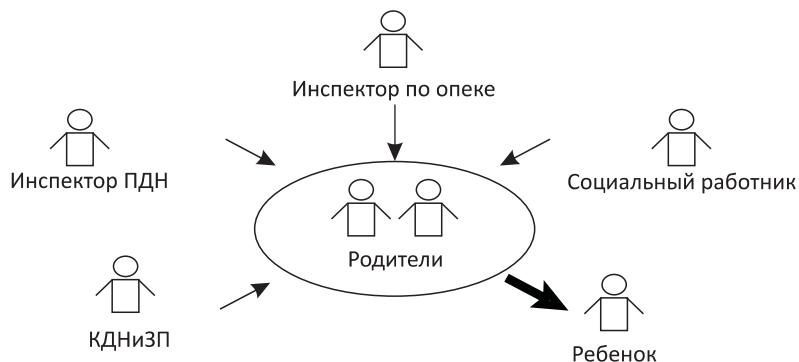 Инспектор по опеке
Инспектор ПДН
Социальный работник
Родители
КДНиЗП
Ребенок